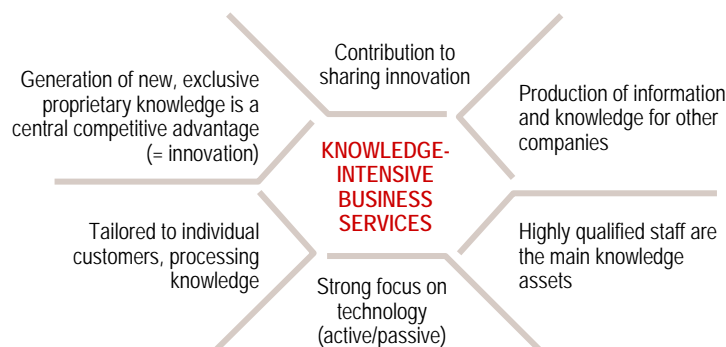 Contribution to
sharing innovation
Generation of new, exclusive
proprietary knowledge is a
central competitive advantage
(= innovation)
Production of information
and knowledge for other
companies
KNOWLEDGE-
INTENSIVE
BUSINESS
SERVICES
Tailored to individual
customers, processing
knowledge
Highly qualified staff are
the main knowledge
assets
Strong focus on
technology
(active/passive)